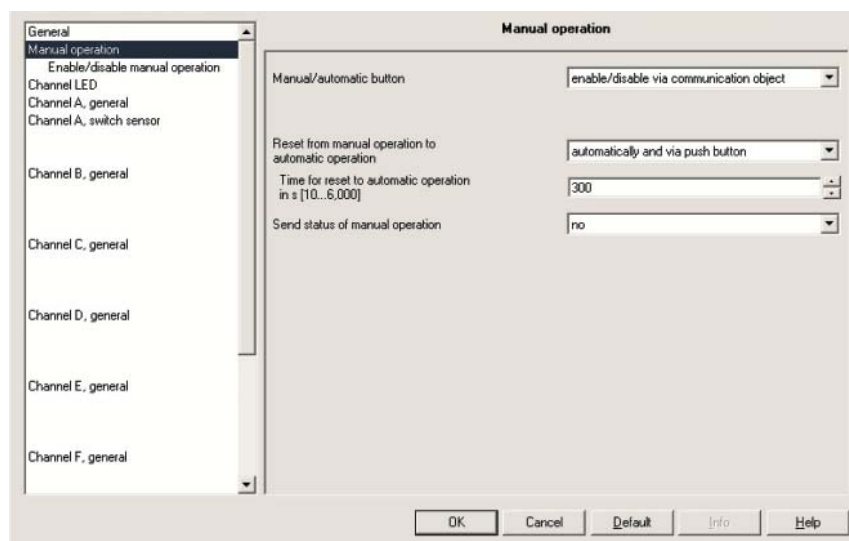 General
Manual operation
Enable/disable manual operation
Channel LED
Channel A, general
Channel A, switch sensor
Channel B, general
Channel C, general
Channel D, general
Channel E, general
Channel F, general
Manual operation
Manual/automatic button
enable/disable via communication object
Reset from manual operation to
automatic operation
automatically and via push button
Time for reset to automatic operation
in s [10...6,000]
300
Send status of manual operation
no
OK
Cancel
Default
Info
Help